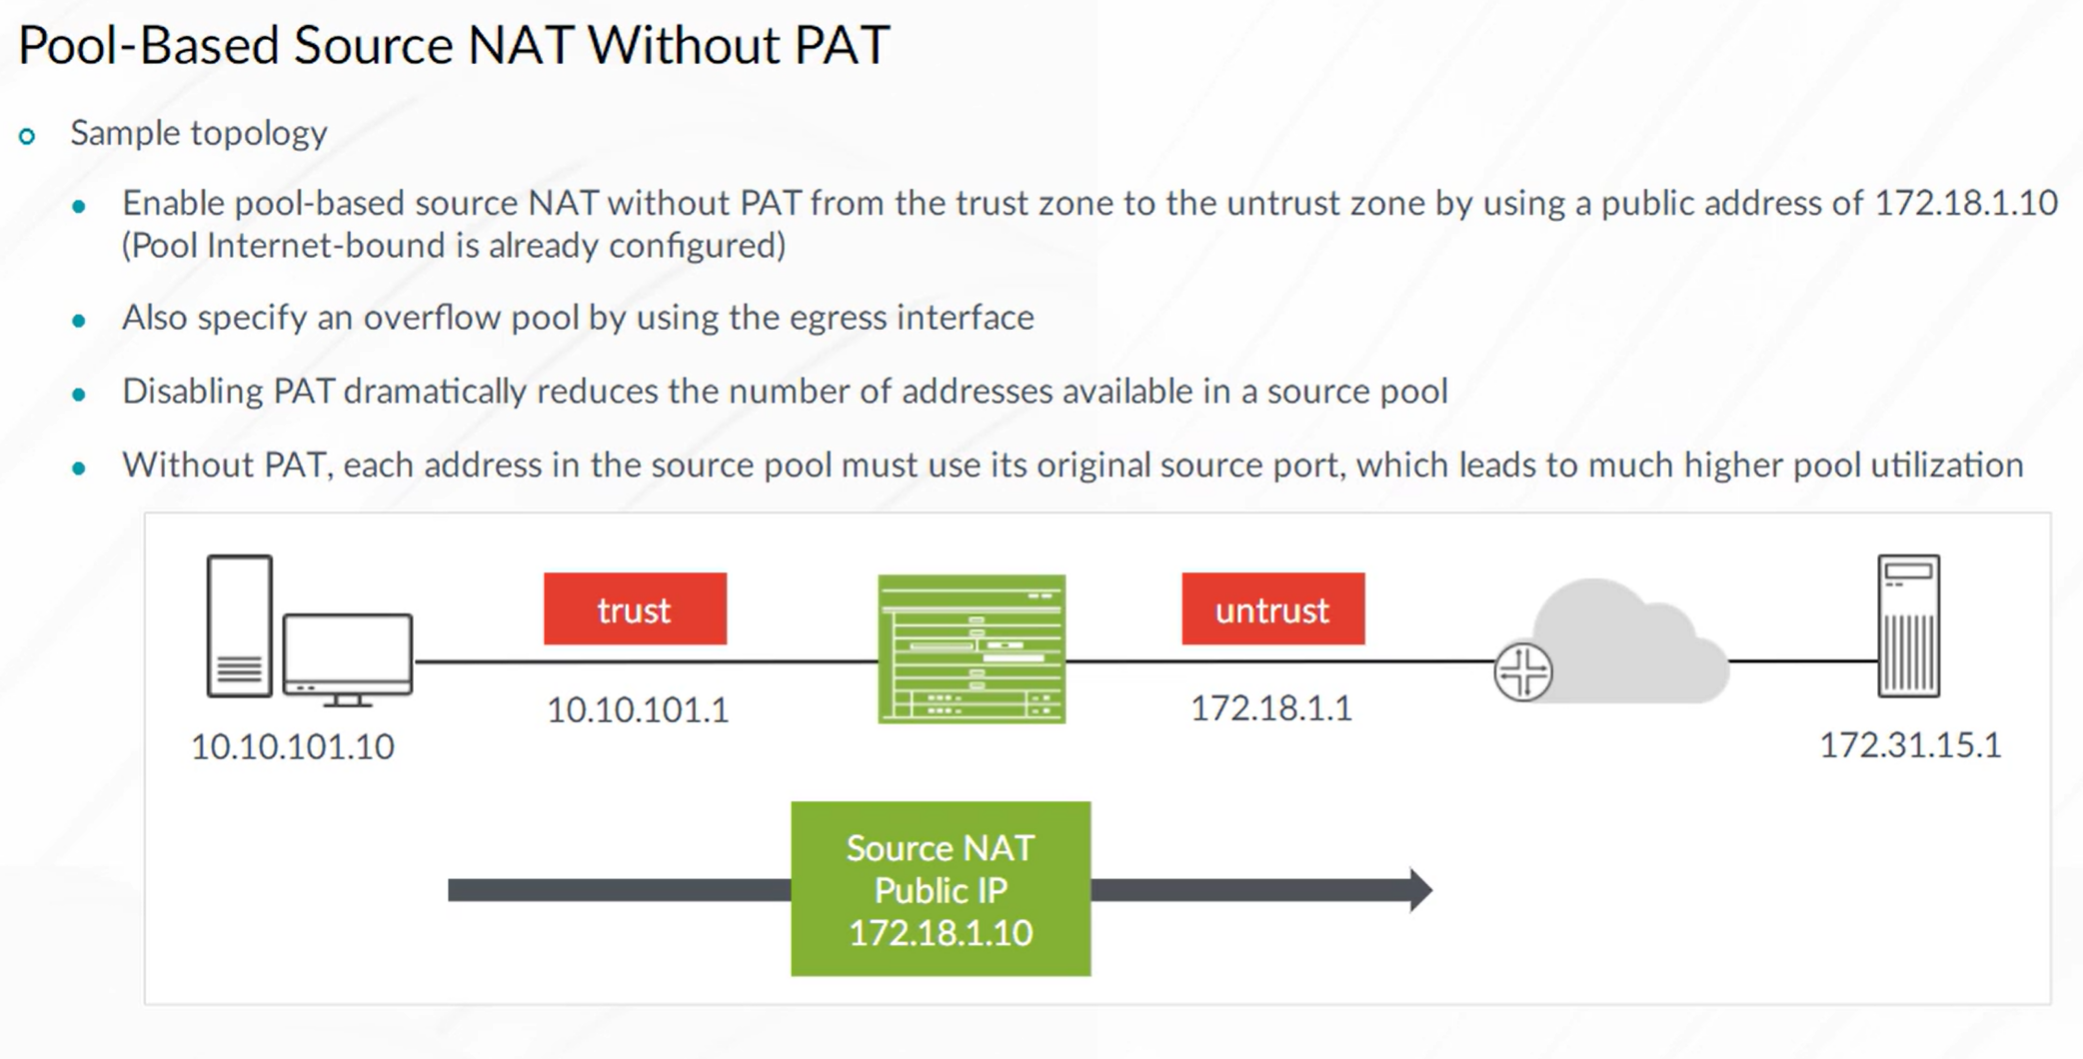 Pool-Based Source NAT Without PAT
Sample topology
Enable pool-based source NAT without PAT from the trust zone to the untrust zone by using a public address of 172.18.1.10
(Pool Internet-bound is already configured)
Also specify an overflow pool by using the egress interface
Disabling PAT dramatically reduces the number of addresses available in a source pool
Without PAT, each address in the source pool must use its original source port, which leads to much higher pool utilization
trust
untrust
10.10.101.1
172.18.1.1
10.10.101.10
172.31.15.1
Source NAT
Public IP
172.18.1.10